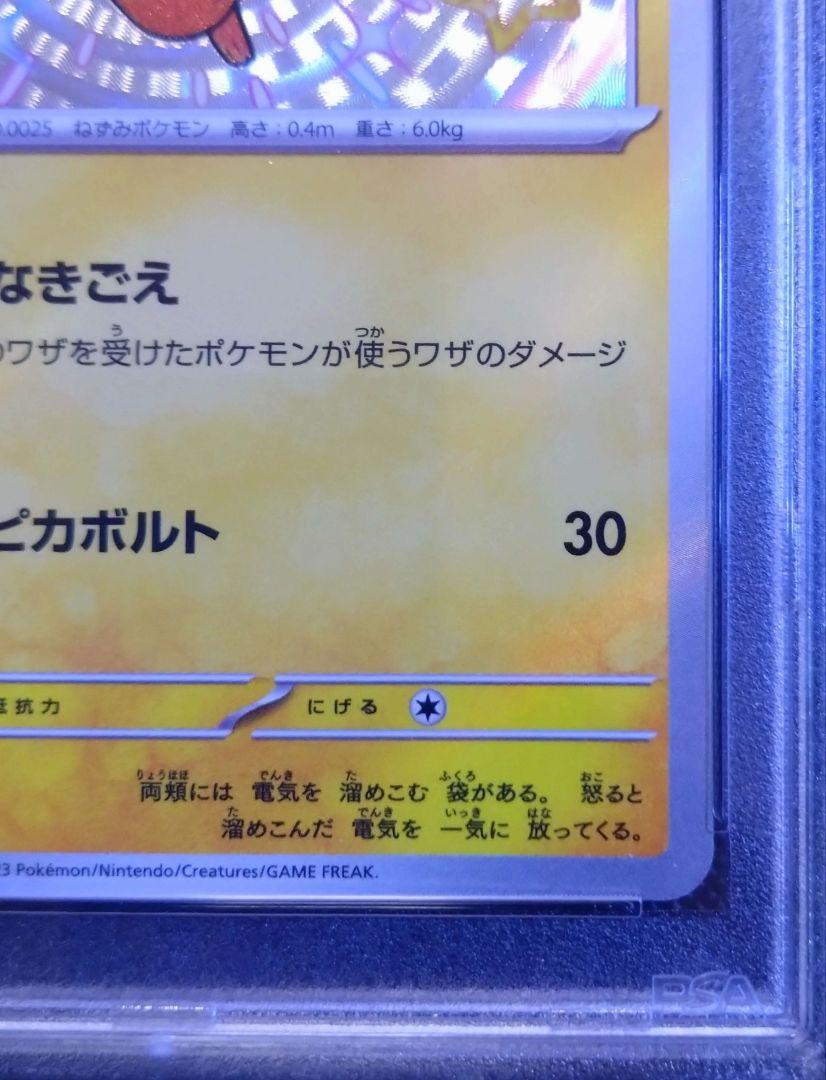 .0025 ねずみポケモン 高さ：0.4m 重さ：6.0kg
なきごえ
のワザを受けたポケモンが使うワザのダメージ
ピカボルト 30
抵抗力 にげる
両頬には 電気を 溜めこむ 袋がある。 怒ると
溜めこんだ 電気を 一気に 放ってくる。
23 Pokémon/Nintendo/Creatures/GAME FREAK.
PSA